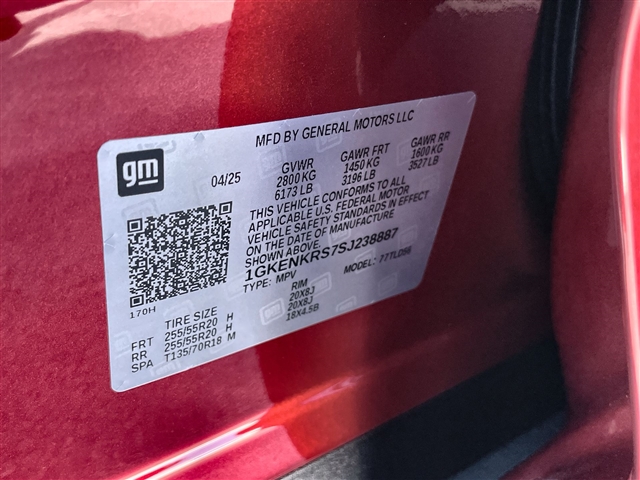 MFD BY GENERAL MOTORS LLC
gm
04/25
GVWR GAWR FRT GAWR RR
2800 KG 1450 KG 1600 KG
6173 LB 3196 LB 3527 LB
THIS VEHICLE CONFORMS TO ALL
APPLICABLE U.S. FEDERAL MOTOR
VEHICLE SAFETY STANDARDS IN EFFECT
ON THE DATE OF MANUFACTURE
SHOWN ABOVE.
1GKENKRS7SJ238887
TYPE: MPV MODEL:
170H
TIRE SIZE RIM
FRT 255/55R20 H 20X8J
RR 255/55R20 H 20X8J
SPA T135/70R18 M 18X4.5B